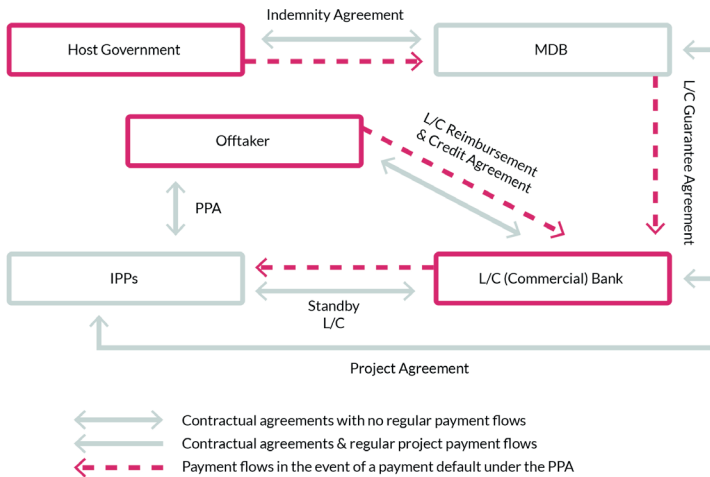 Indemnity Agreement
Host Government
MDB
L/C Guarantee Agreement
Offtaker
L/C Reimbursement
& Credit Agreement
PPA
IPPs
L/C (Commercial) Bank
Standby
L/C
Project Agreement
Contractual agreements with no regular payment flows
Contractual agreements & regular project payment flows
Payment flows in the event of a payment default under the PPA